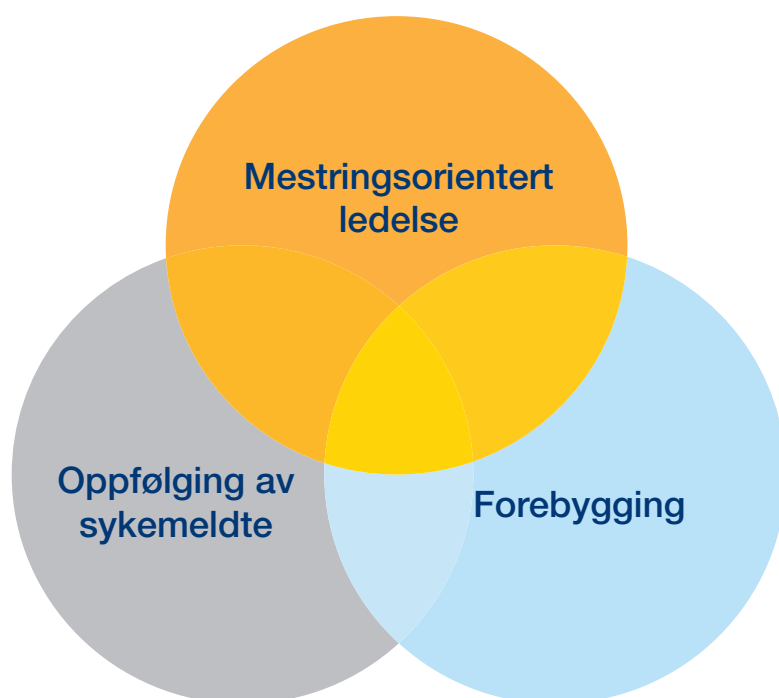 Mestringsorientert
ledelse
Oppfølging av
sykemeldte
Forebygging